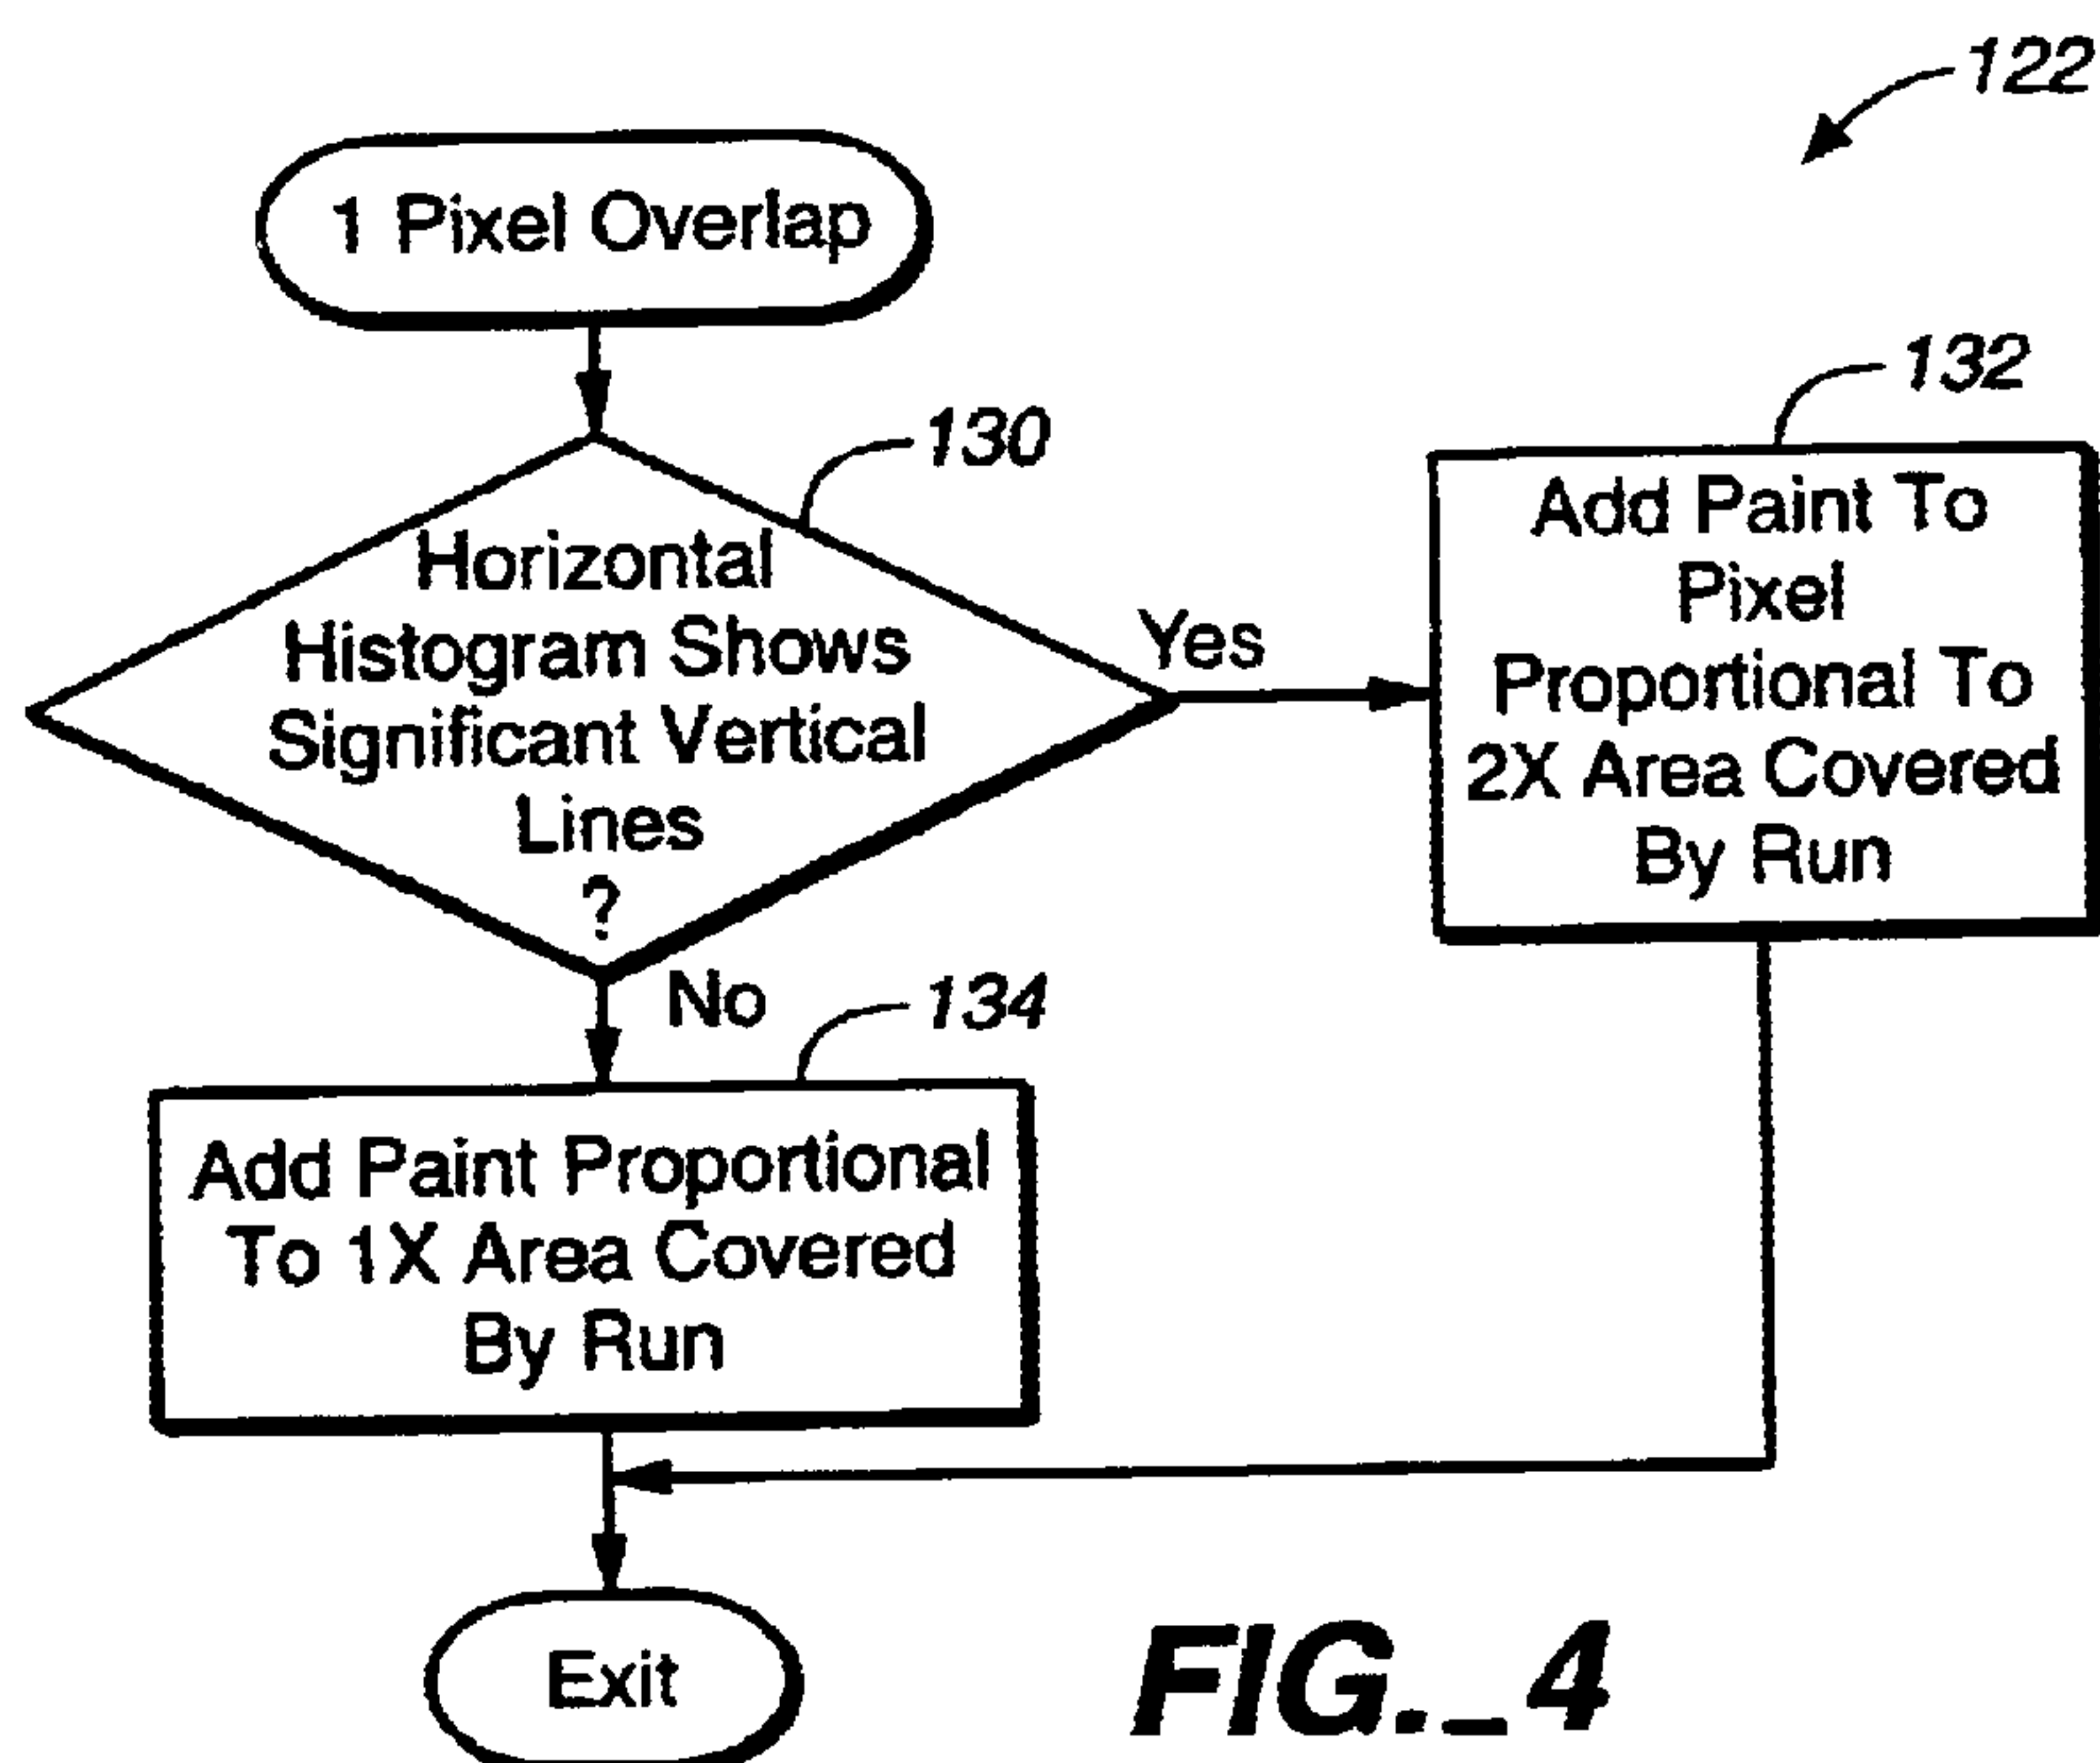 122
1 Pixel Overlap
130
Horizontal
Histogram Shows
Significant Vertical
Lines
?
Yes
132
Add Paint To
Pixel
Proportional To
2X Area Covered
By Run
No
134
Add Paint Proportional
To 1X Area Covered
By Run
Exit
FIG._4